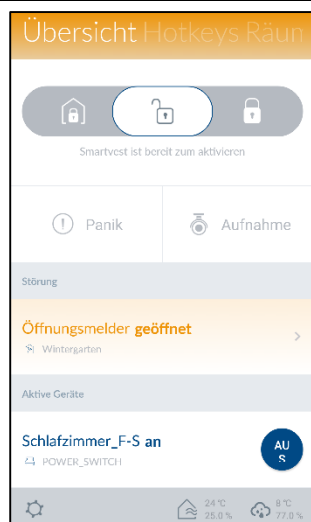 Übersicht Hotkeys Räun
Smartvest ist bereit zum aktivieren
Panik
Aufnahme
Störung
Öffnungsmelder geöffnet
Wintergarten
Aktive Geräte
Schlafzimmer_F-S an
AU
S
POWER_SWITCH
24 °C
25.0 %
8 °C
77.0 %